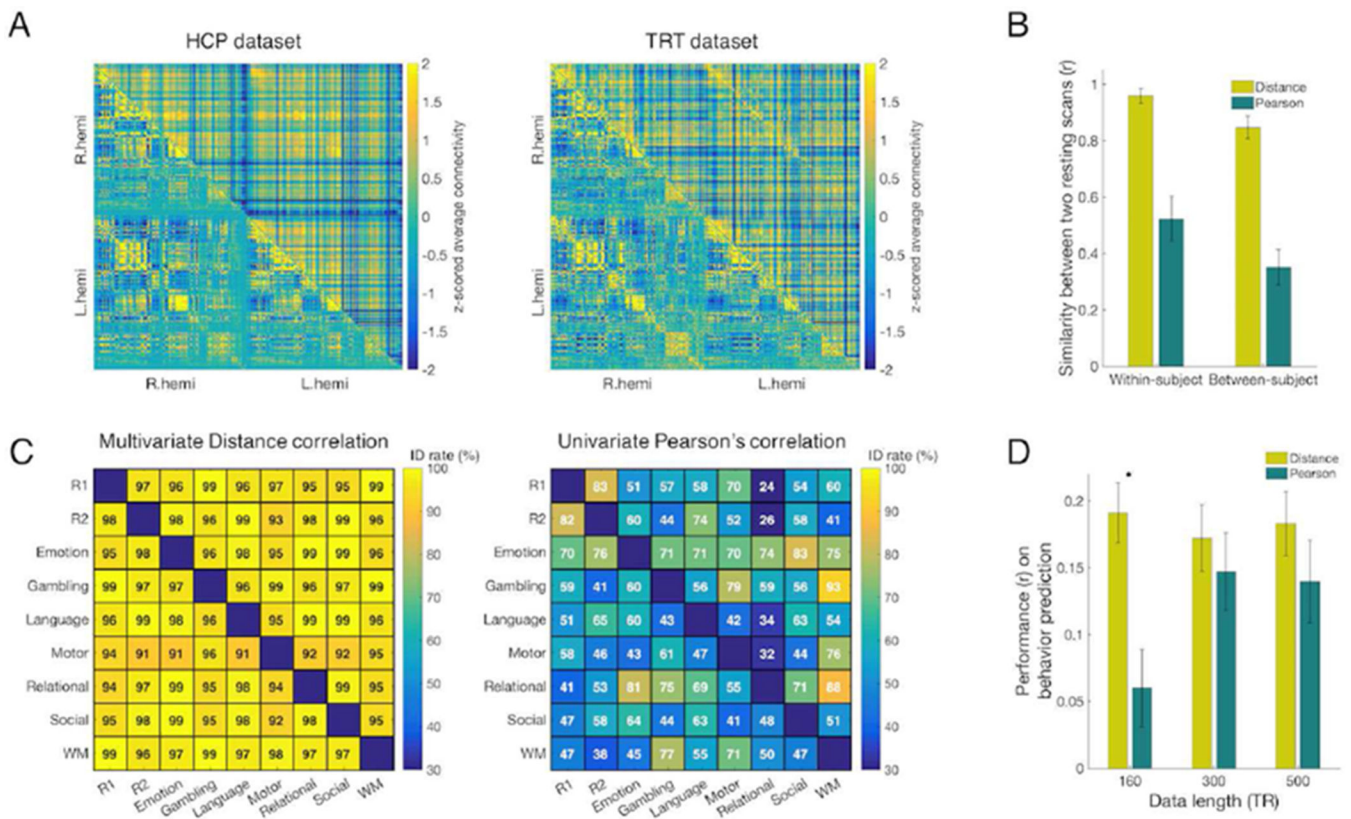 A
HCP dataset
TRT dataset
R.hemi
L.hemi
R.hemi
L.hemi
2
1.5
1
0.5
0
-0.5
-1
-1.5
-2
z-scored average connectivity
R.hemi
L.hemi
R.hemi
L.hemi
2
1.5
1
0.5
0
-0.5
-1
-1.5
-2
z-scored average connectivity
B
Similarity between two resting scans (r)
1
0.8
0.6
0.4
0.2
0
Distance
Pearson
Within-subject Between-subject
C
Multivariate Distance correlation
ID rate (%)
R1 97 96 99 96 97 95 95 99
R2 98 98 96 99 93 98 99 96
Emotion 95 98 96 98 95 99 99 96
Gambling 99 97 97 96 99 96 96 99
Language 96 99 98 96 95 99 99 96
Motor 94 91 91 96 91 92 92 95
Relational 94 97 99 95 98 94 99 95
Social 95 98 99 95 98 92 98 95
WM 99 96 97 99 97 98 97 97
R1 R2 Emotion Gambling Language Motor Relational Social WM
100
90
80
70
60
50
40
30
Univariate Pearson's correlation
ID rate (%)
R1 83 51 57 58 70 24 54 60
R2 82 60 44 74 52 26 58 41
Emotion 70 76 71 71 70 74 83 75
Gambling 59 41 60 56 79 59 56 93
Language 51 65 60 43 42 34 63 54
Motor 58 46 43 61 47 32 44 76
Relational 41 53 81 75 69 55 71 88
Social 47 58 64 44 63 41 48 51
WM 47 38 45 77 55 71 50 47
R1 R2 Emotion Gambling Language Motor Relational Social WM
100
90
80
70
60
50
40
30
D
Performance (r) on
behavior prediction
0.2
0.15
0.1
0.05
0
*
Distance
Pearson
160 300 500
Data length (TR)